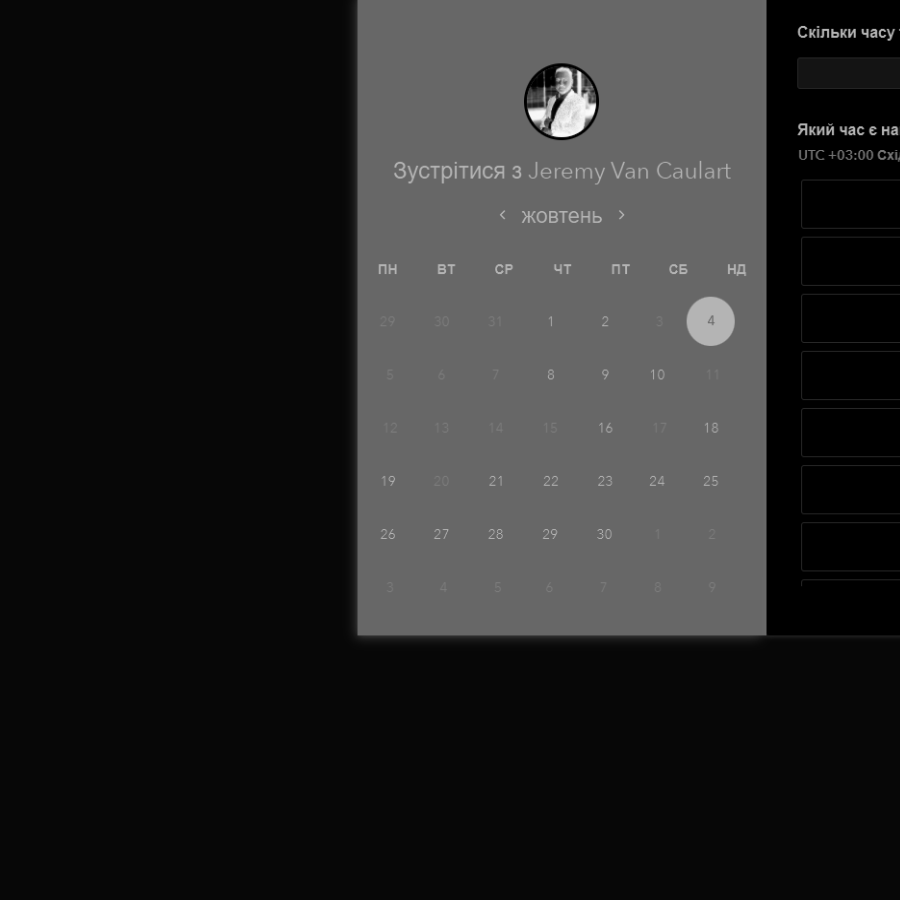 Зустрітися з Jeremy Van Caulart
жовтень
ПН ВТ СР ЧТ ПТ СБ НД
29 30 31 1 2 3 4
5 6 7 8 9 10 11
12 13 14 15 16 17 18
19 20 21 22 23 24 25
26 27 28 29 30 1 2
3 4 5 6 7 8 9
Скільки часу
Який час є на
UTC +03:00 Схі